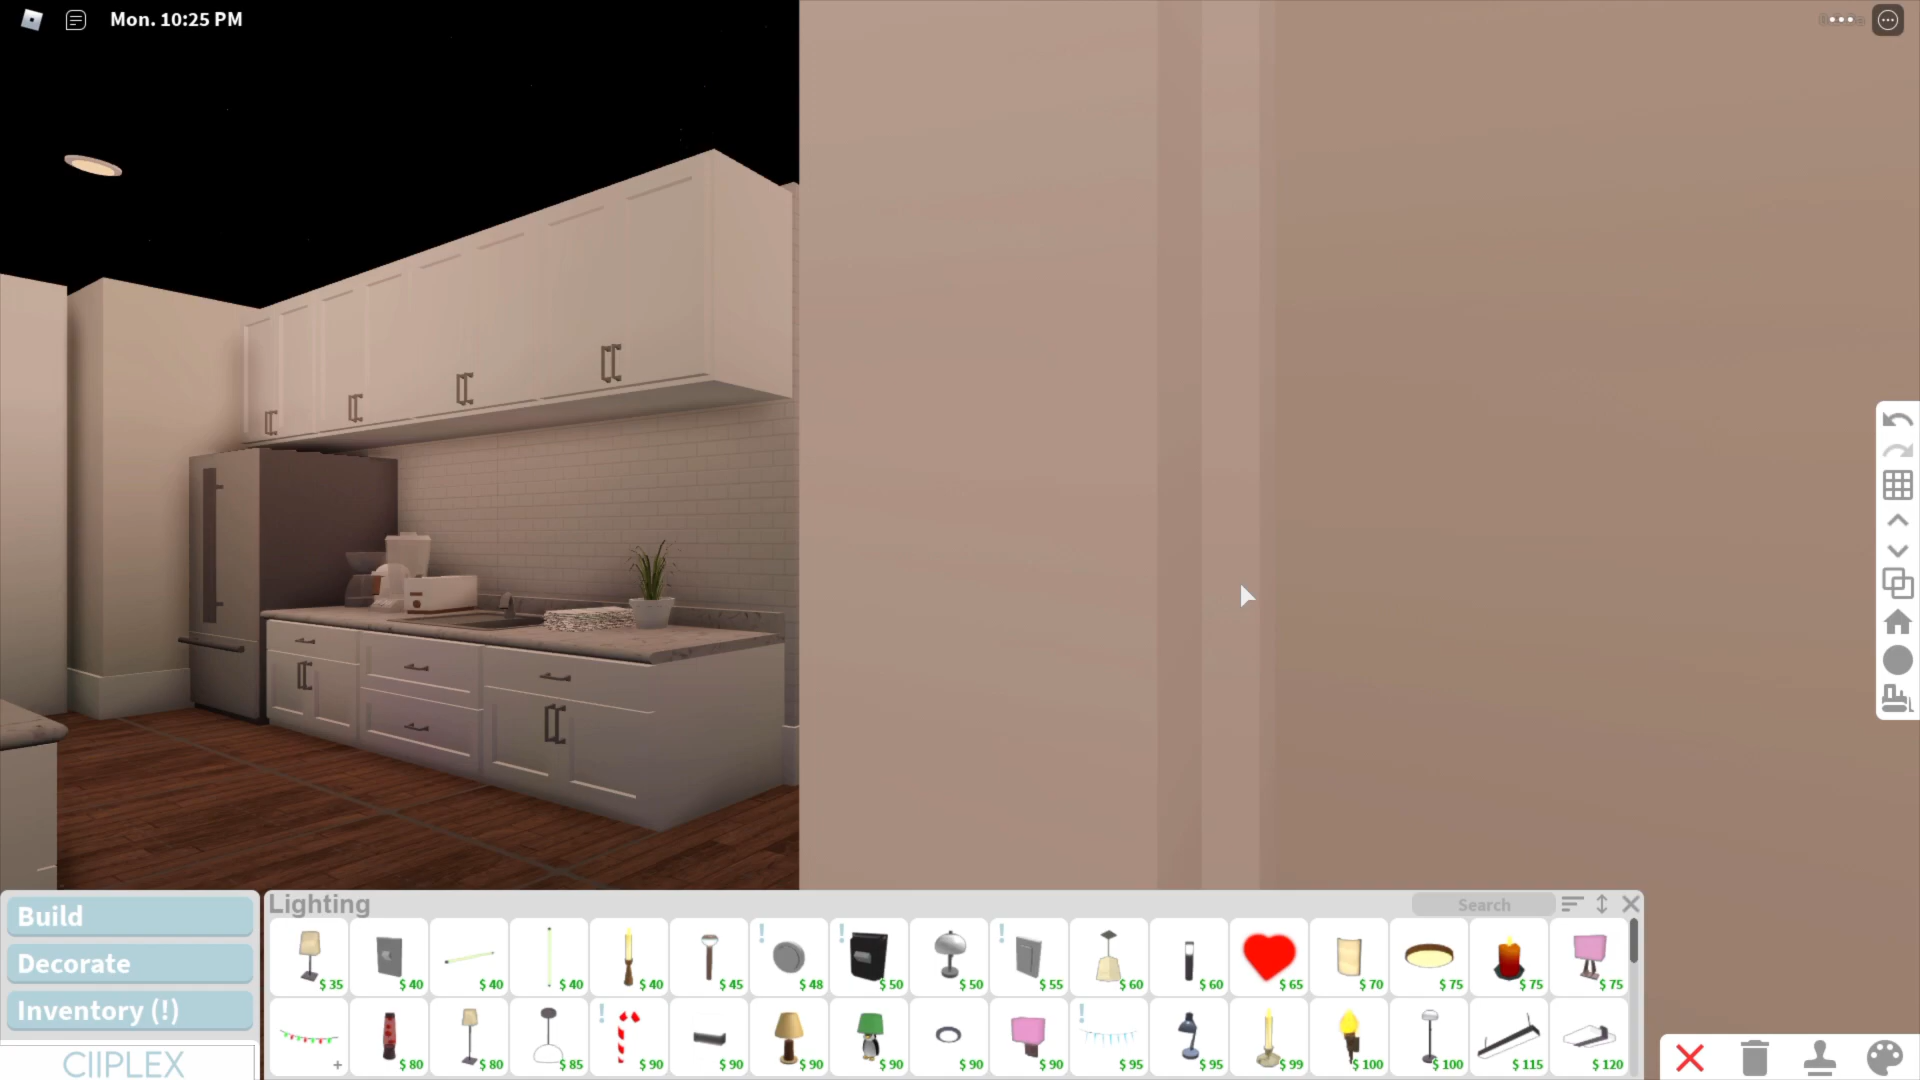 Mon. 10:25 PM
Build
Decorate
Inventory (!)
CIIPLEX
Lighting
Search
$ 35 $ 40 $ 40 $ 40 $ 40 $ 45 ! $ 48 ! $ 50 $ 50 ! $ 55 $ 60 $ 60 $ 65 $ 70 $ 75 $ 75 $ 75
+ $ 80 $ 80 $ 85 ! $ 90 $ 90 $ 90 $ 90 $ 90 $ 90 ! $ 95 $ 95 $ 99 $ 100 $ 100 $ 115 $ 120